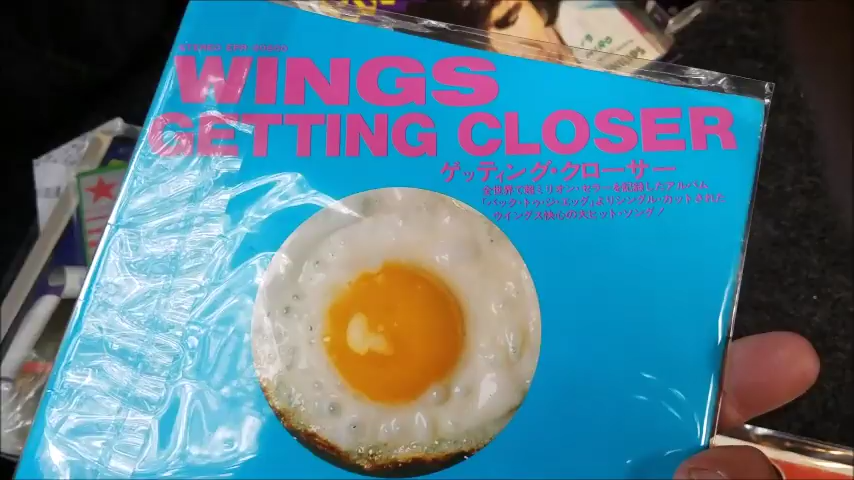 WINGS
GETTING CLOSER
ゲッティング・クローサー
全世界で超ミリオン・セラーを記録したアルバム
「バック・トゥ・ジ・エッグ」よりシングル・カットされた
ウイングス快心の大ヒット・ソング!